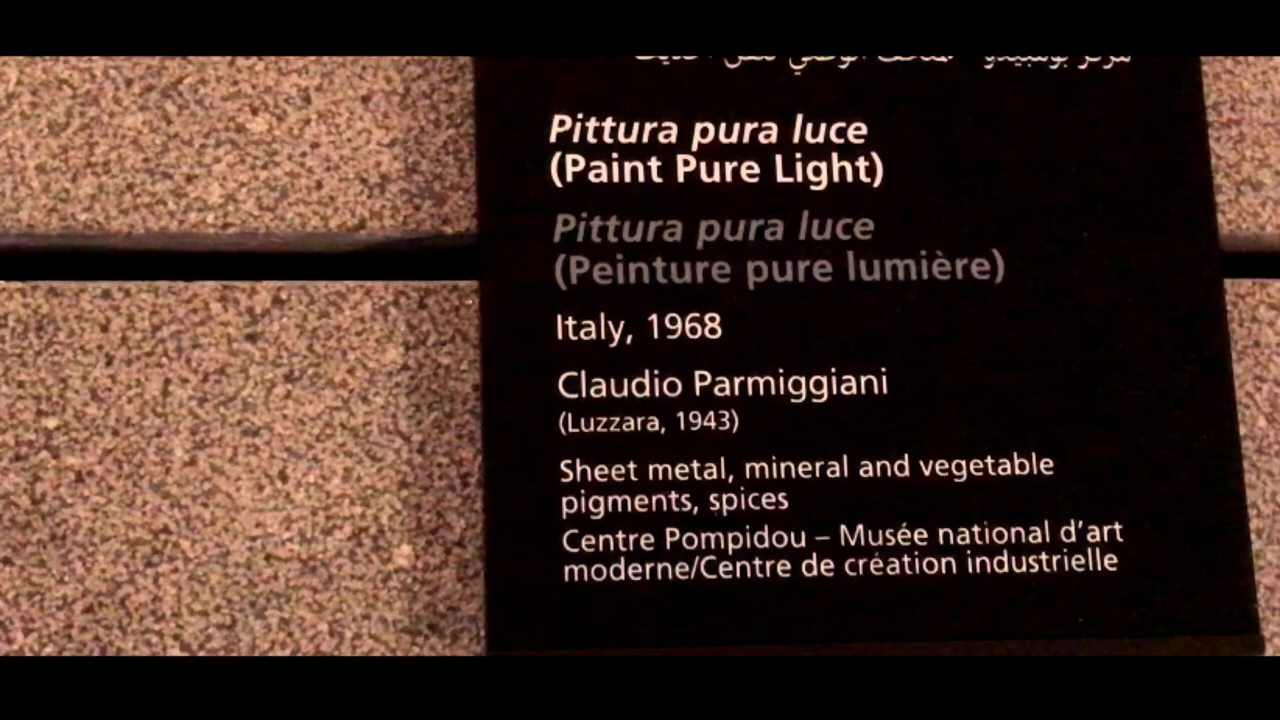 Pittura pura luce
(Paint Pure Light)
Pittura pura luce
(Peinture pure lumière)
Italy, 1968
Claudio Parmiggiani
(Luzzara, 1943)
Sheet metal, mineral and vegetable
pigments, spices
Centre Pompidou – Musée national d'art
moderne/Centre de création industrielle